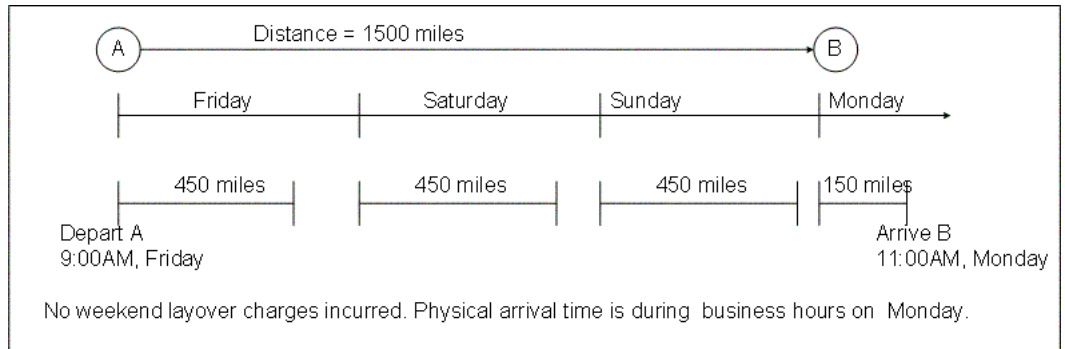 Distance = 1500 miles
A
B
Friday
Saturday
Sunday
Monday
450 miles
450 miles
450 miles
150 miles
Depart A
9:00AM, Friday
Arrive B
11:00AM, Monday
No weekend layover charges incurred. Physical arrival time is during business hours on Monday.